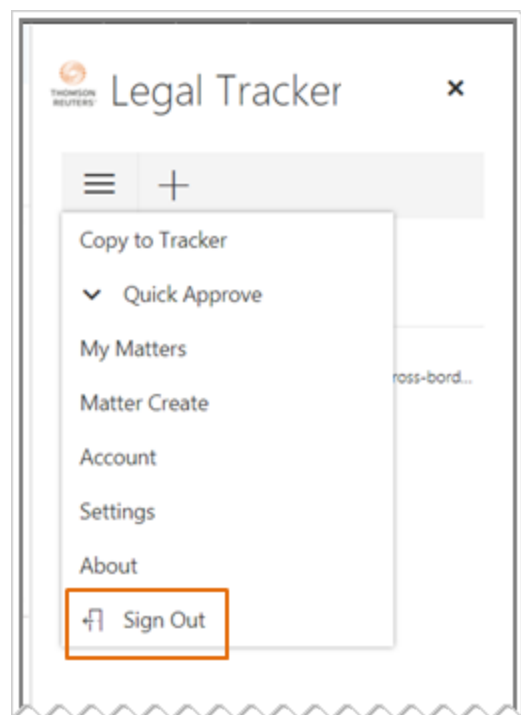 THOMSON
REUTERS
Legal Tracker
Copy to Tracker
Quick Approve
My Matters
ross-bord...
Matter Create
Account
Settings
About
Sign Out